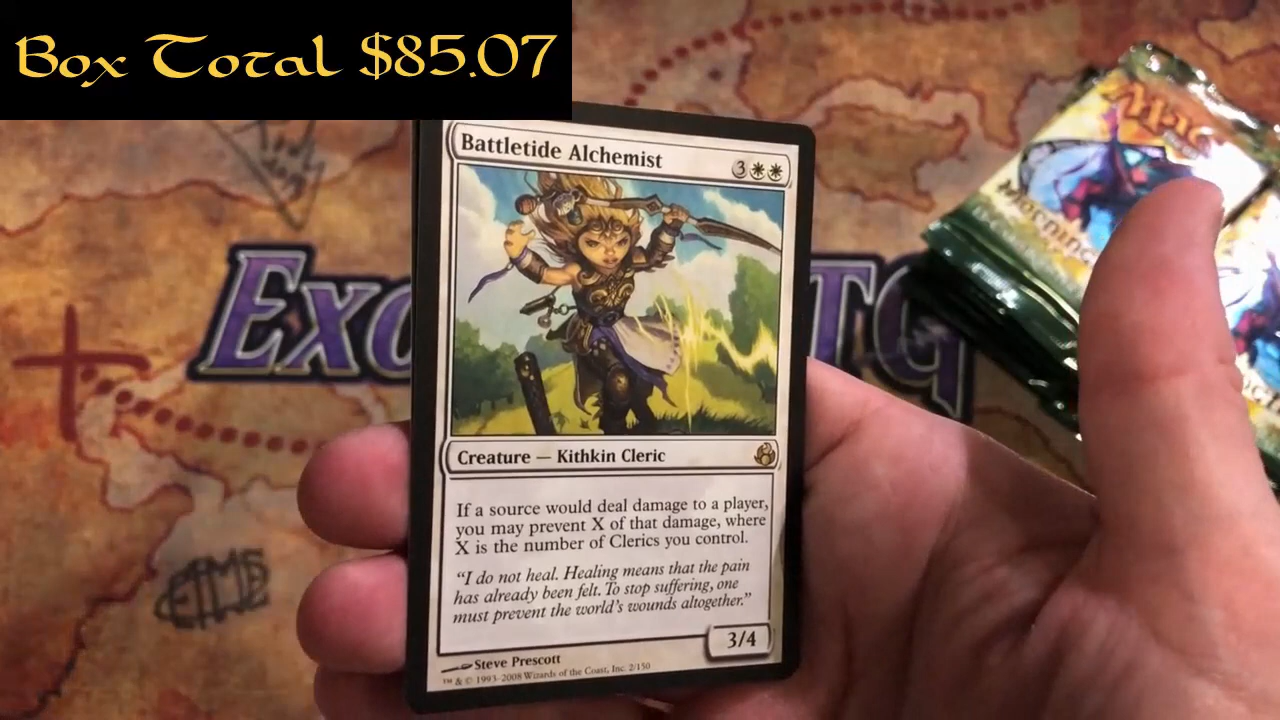 Box Total $85.07
Battletide Alchemist
3
Creature — Kithkin Cleric
If a source would deal damage to a player,
you may prevent X of that damage, where
X is the number of Clerics you control.
"I do not heal. Healing means that the pain
has already been felt. To stop suffering, one
must prevent the world's wounds altogether."
3/4
Steve Prescott
™ & © 1993-2008 Wizards of the Coast, Inc. 2/150
Magic